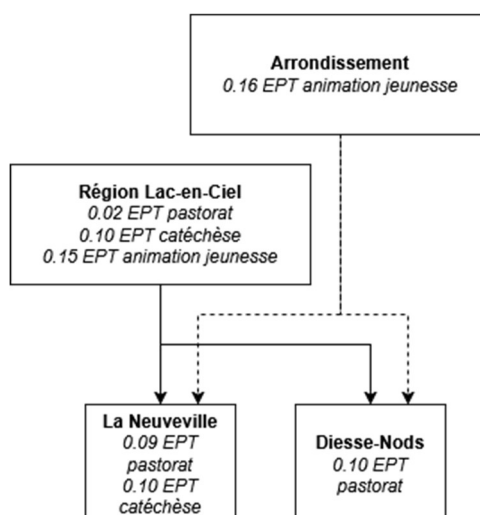 Arrondissement
0.16 EPT animation jeunesse
Région Lac-en-Ciel
0.02 EPT pastorat
0.10 EPT catéchèse
0.15 EPT animation jeunesse
La Neuveville
0.09 EPT
pastorat
0.10 EPT
catéchèse
Diesse-Nods
0.10 EPT
pastorat